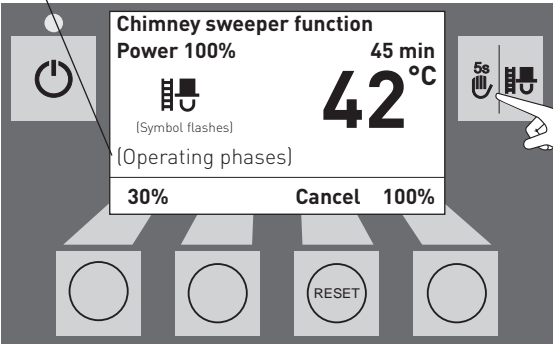 Chimney sweeper function
Power 100% 45 min
42°C
(Symbol flashes)
(Operating phases)
30% Cancel 100%
5s
RESET